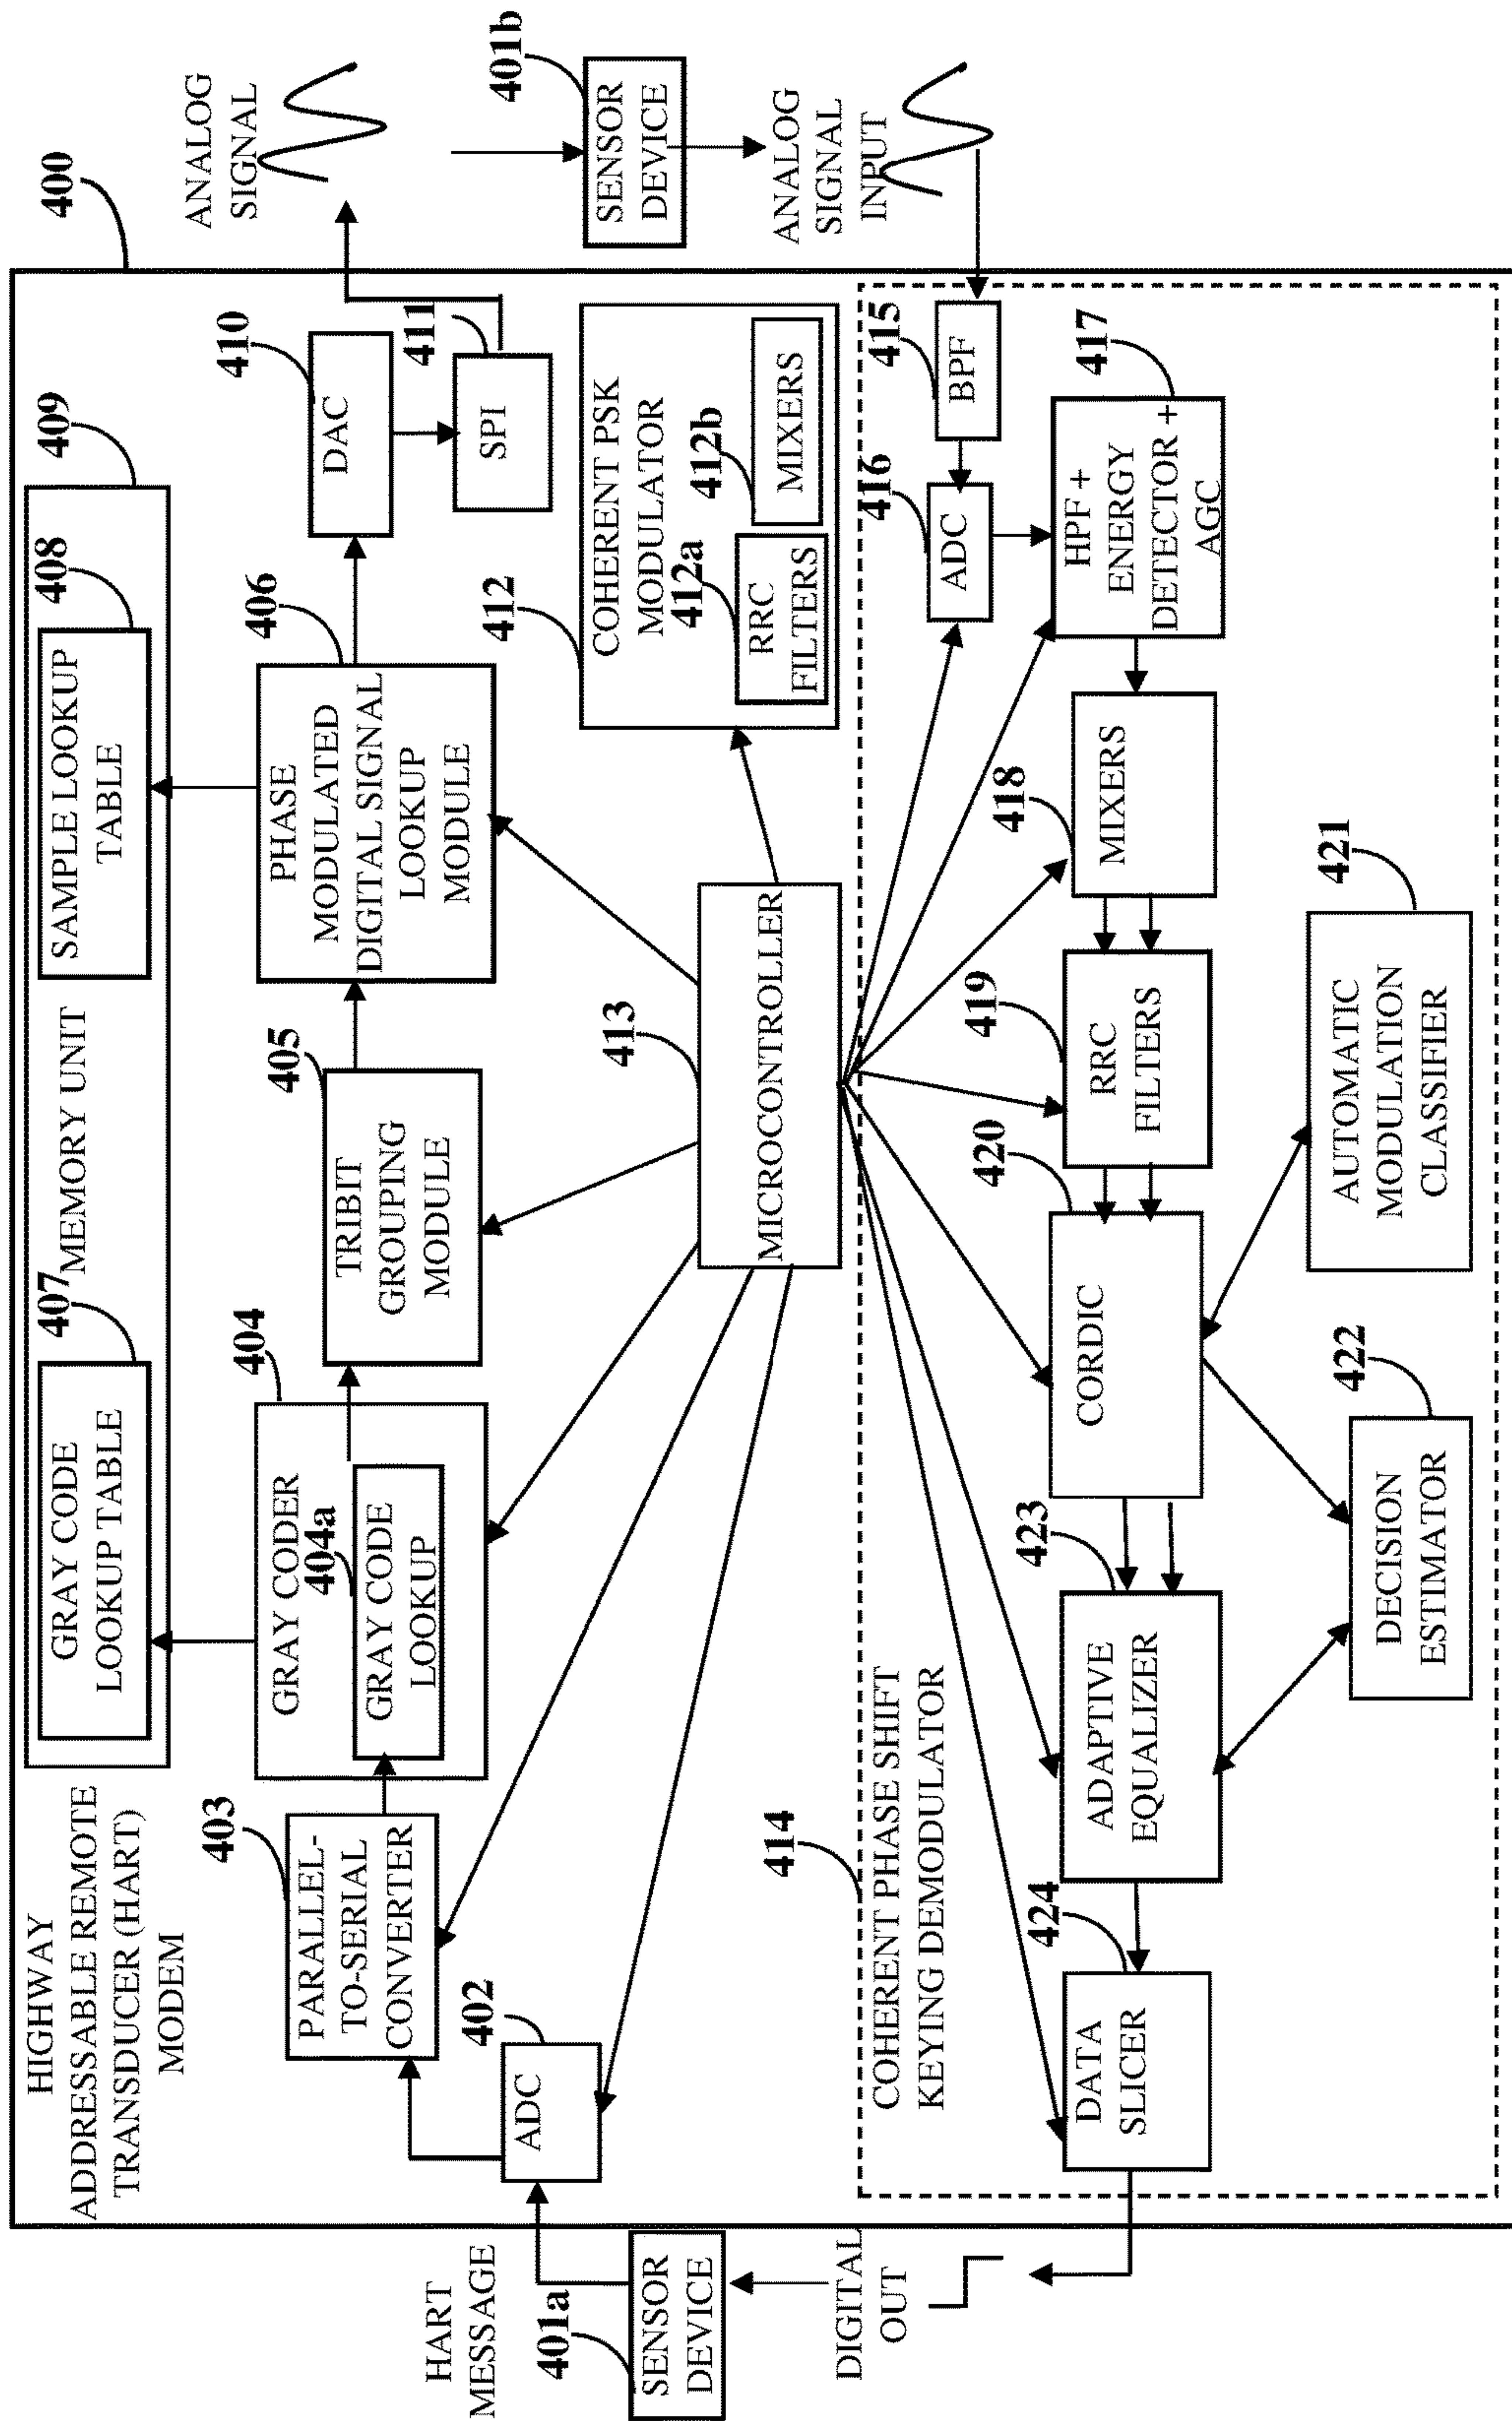 400
HIGHWAY
ADDRESSABLE REMOTE
TRANSDUCER (HART)
MODEM
407
MEMORY UNIT
408
409
GRAY CODE
LOOKUP TABLE
SAMPLE LOOKUP
TABLE
403
PARALLEL-
TO-SERIAL
CONVERTER
404
GRAY CODER
404a
GRAY CODE
LOOKUP
405
TRIBIT
GROUPING
MODULE
406
PHASE
MODULATED
DIGITAL SIGNAL
LOOKUP
MODULE
410
DAC
411
SPI
ANALOG
SIGNAL
HART
MESSAGE
401a
SENSOR
DEVICE
402
ADC
413
MICROCONTROLLER
412
COHERENT PSK
MODULATOR
412a
RRC
FILTERS
412b
MIXERS
401b
SENSOR
DEVICE
ANALOG
SIGNAL
INPUT
DIGITAL
OUT
414
COHERENT PHASE SHIFT
KEYING DEMODULATOR
415
BPF
416
ADC
417
HPF +
ENERGY
DETECTOR +
AGC
418
MIXERS
419
RRC
FILTERS
420
CORDIC
423
ADAPTIVE
EQUALIZER
424
DATA
SLICER
422
DECISION
ESTIMATOR
421
AUTOMATIC
MODULATION
CLASSIFIER